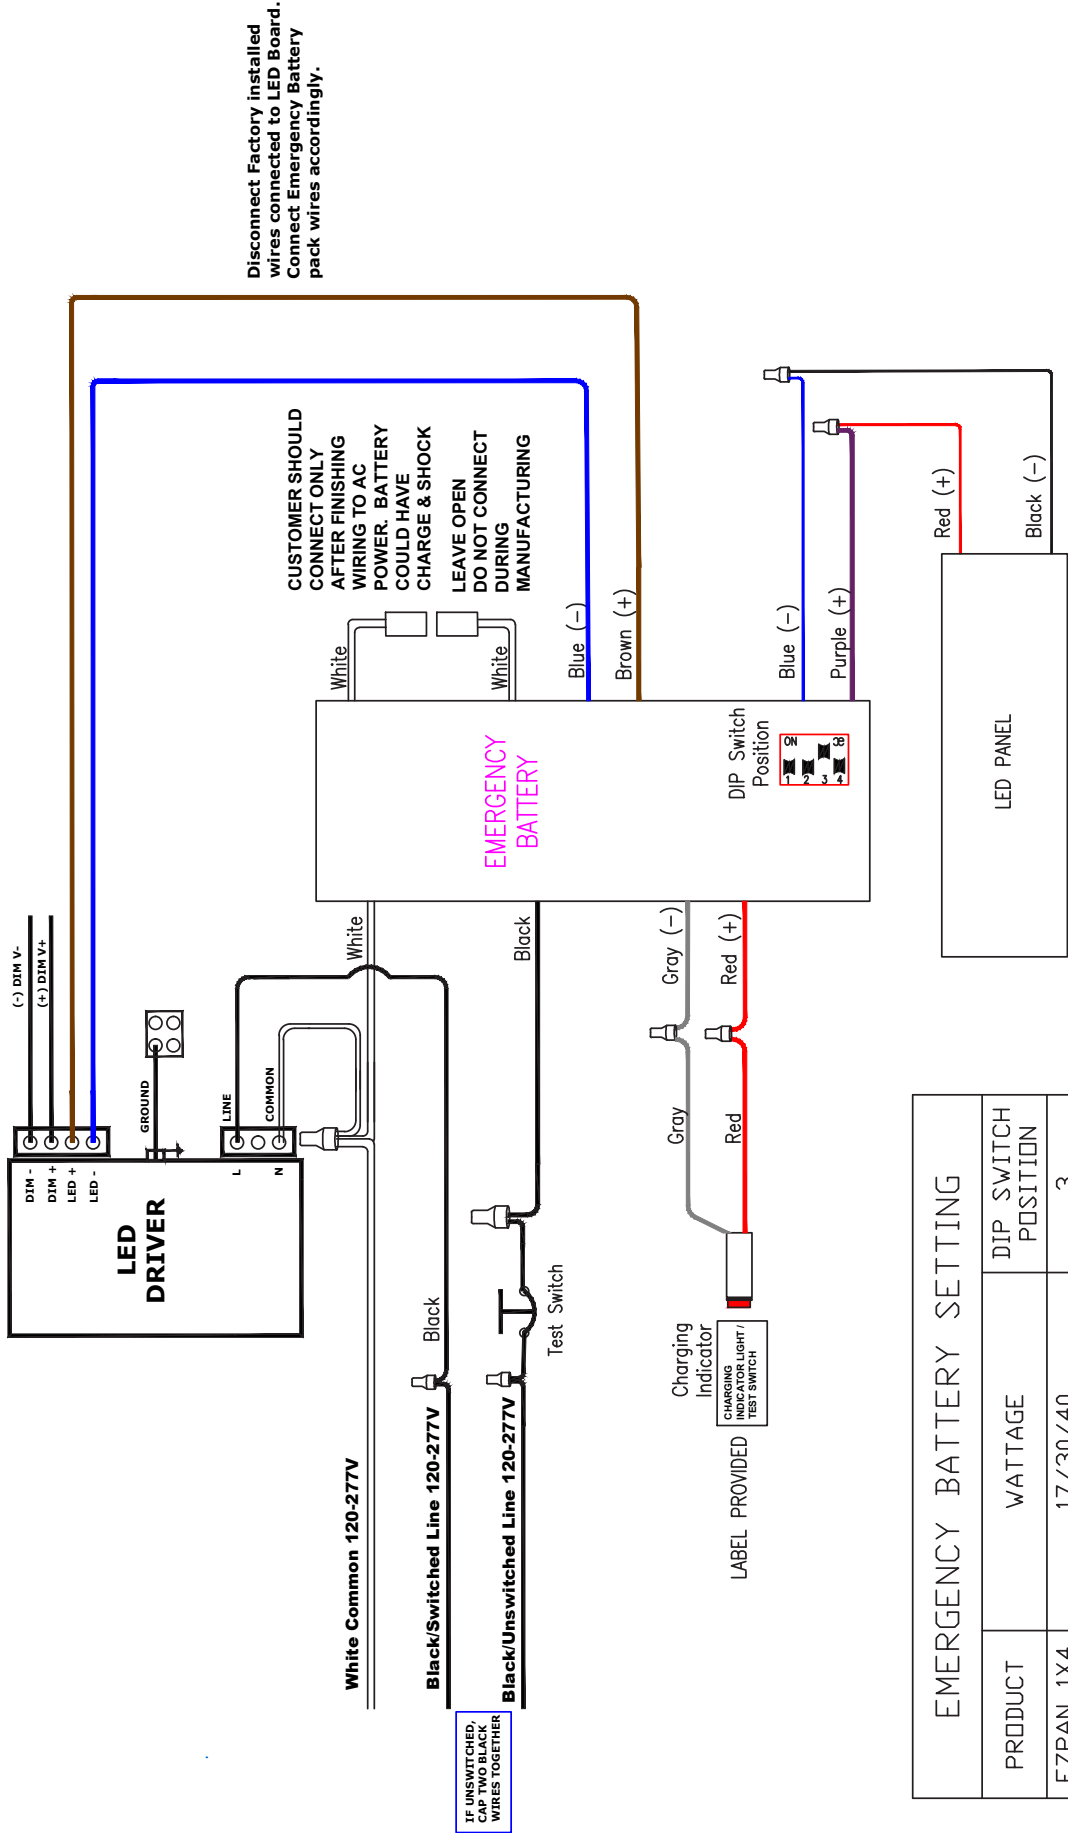 Disconnect Factory installed
wires connected to LED Board.
Connect Emergency Battery
pack wires accordingly.
(-) DIM V-
(+) DIM V+
DIM -
DIM +
LED +
LED -
GROUND
LED
DRIVER
LINE
COMMON
L
N
CUSTOMER SHOULD
CONNECT ONLY
AFTER FINISHING
WIRING TO AC
POWER. BATTERY
COULD HAVE
CHARGE & SHOCK
LEAVE OPEN
DO NOT CONNECT
DURING
MANUFACTURING
White
White
Blue (-)
Brown (+)
Blue (-)
Purple (+)
Red (+)
Black (-)
EMERGENCY
BATTERY
DIP Switch
Position
ON
1
2
3
4
LED PANEL
White
Black
Gray (-)
Red (+)
Gray
Red
Black
Test Switch
White Common 120-277V
Black/Switched Line 120-277V
Black/Unswitched Line 120-277V
IF UNSWITCHED,
CAP TWO BLACK
WIRES TOGETHER
Charging
Indicator
CHARGING
INDICATOR LIGHT /
TEST SWITCH
LABEL PROVIDED
EMERGENCY BATTERY SETTING
PRODUCT
WATTAGE
DIP SWITCH
POSITION
EZPAN 1X4
17/30/40
3